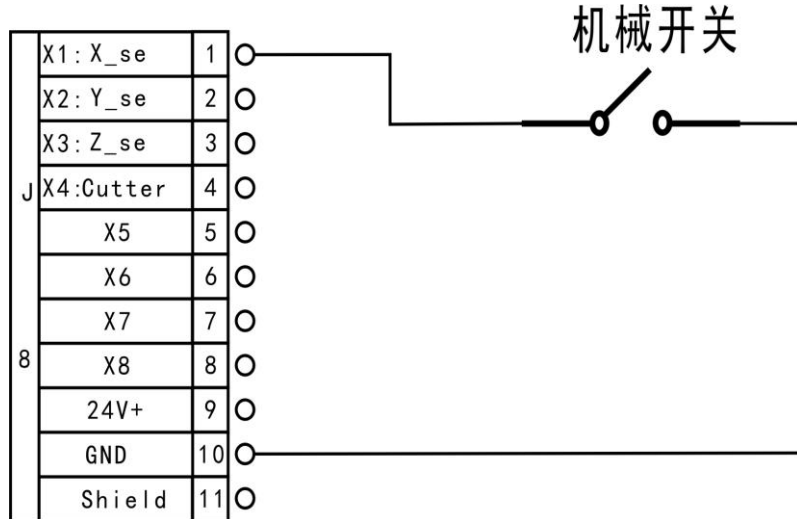 机械开关
X1: X_se 1
X2: Y_se 2
X3: Z_se 3
J
X4:Cutter 4
X5 5
X6 6
X7 7
8
X8 8
24V+ 9
GND 10
Shield 11